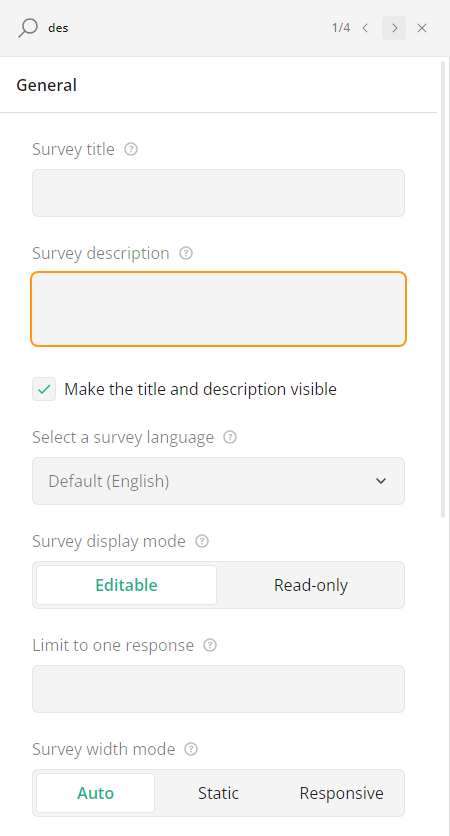 des 1/4
General
Survey title ?
Survey description ?
Make the title and description visible
Select a survey language ?
Default (English)
Survey display mode ?
Editable Read-only
Limit to one response ?
Survey width mode ?
Auto Static Responsive